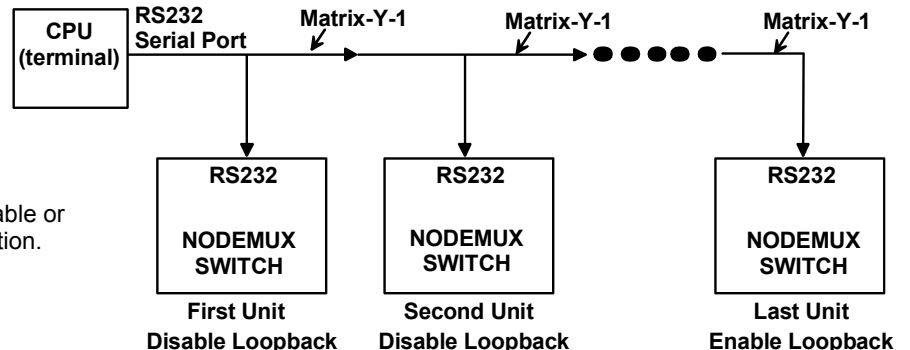 CPU
(terminal)
RS232
Serial Port
Matrix-Y-1
Matrix-Y-1
Matrix-Y-1
able or
tion.
RS232
NODEMUX
SWITCH
First Unit
Disable Loopback
RS232
NODEMUX
SWITCH
Second Unit
Disable Loopback
RS232
NODEMUX
SWITCH
Last Unit
Enable Loopback